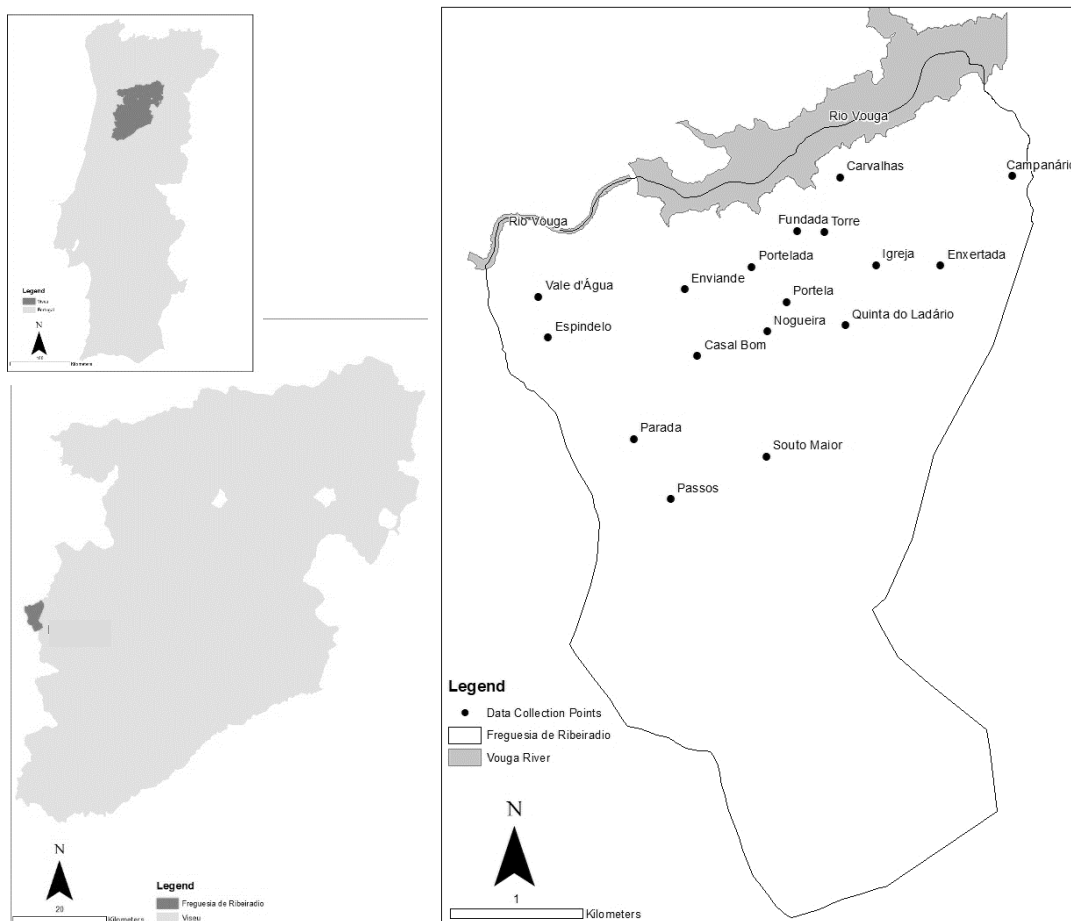 Legend
Viseu
Portugal
N
Kilometers
N
20
Kilometers
Legend
Freguesia de Ribeiradio
Viseu
Rio Vouga
Rio Vouga
Carvalhas
Campanário
Fundada
Torre
Portelada
Igreja
Enxertada
Vale d'Água
Enviande
Portela
Espindelo
Nogueira
Quinta do Ladário
Casal Bom
Parada
Souto Maior
Passos
Legend
Data Collection Points
Freguesia de Ribeiradio
Vouga River
N
1
Kilometers